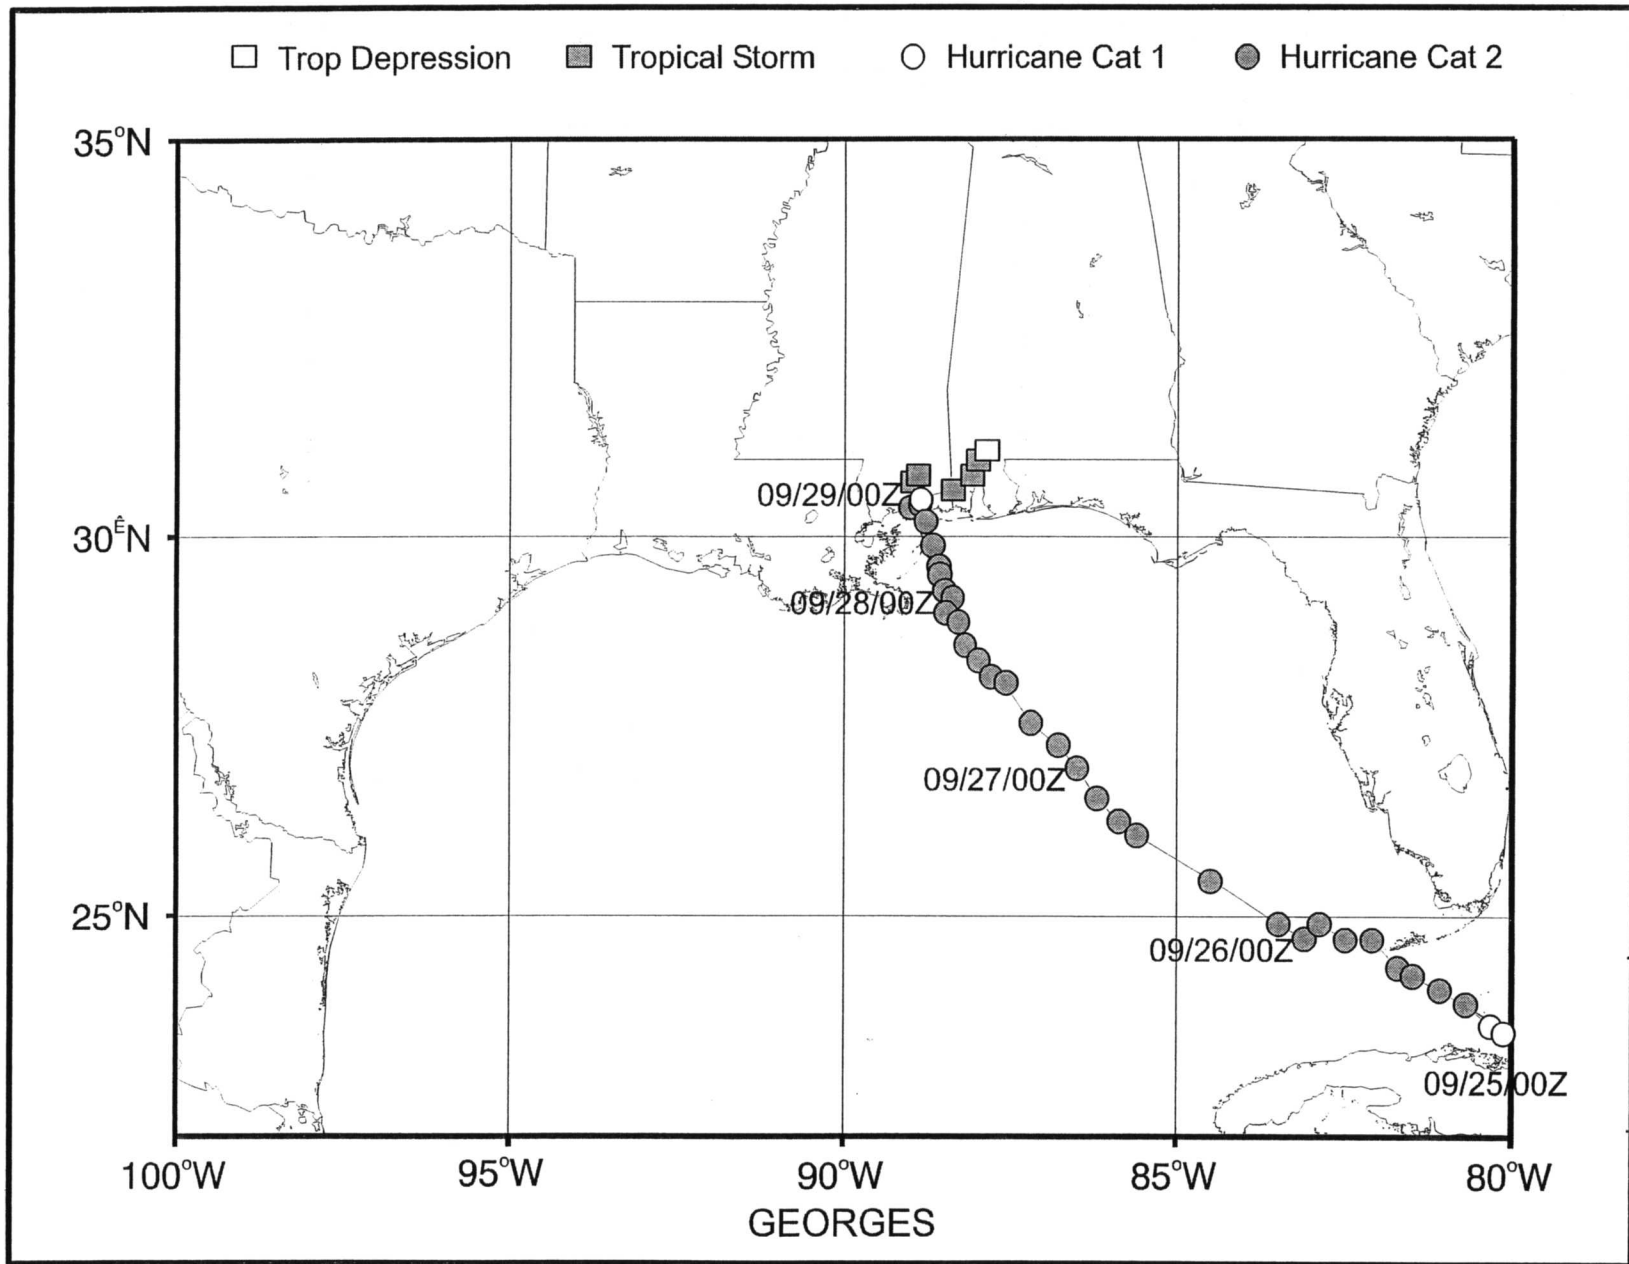 Trop Depression Tropical Storm Hurricane Cat 1 Hurricane Cat 2
35°N
09/29/00Z
30ÊN
09/28/00Z
09/27/00Z
25°N
09/26/00Z
09/25/00Z
100°W 95°W 90°W 85°W 80°W
GEORGES